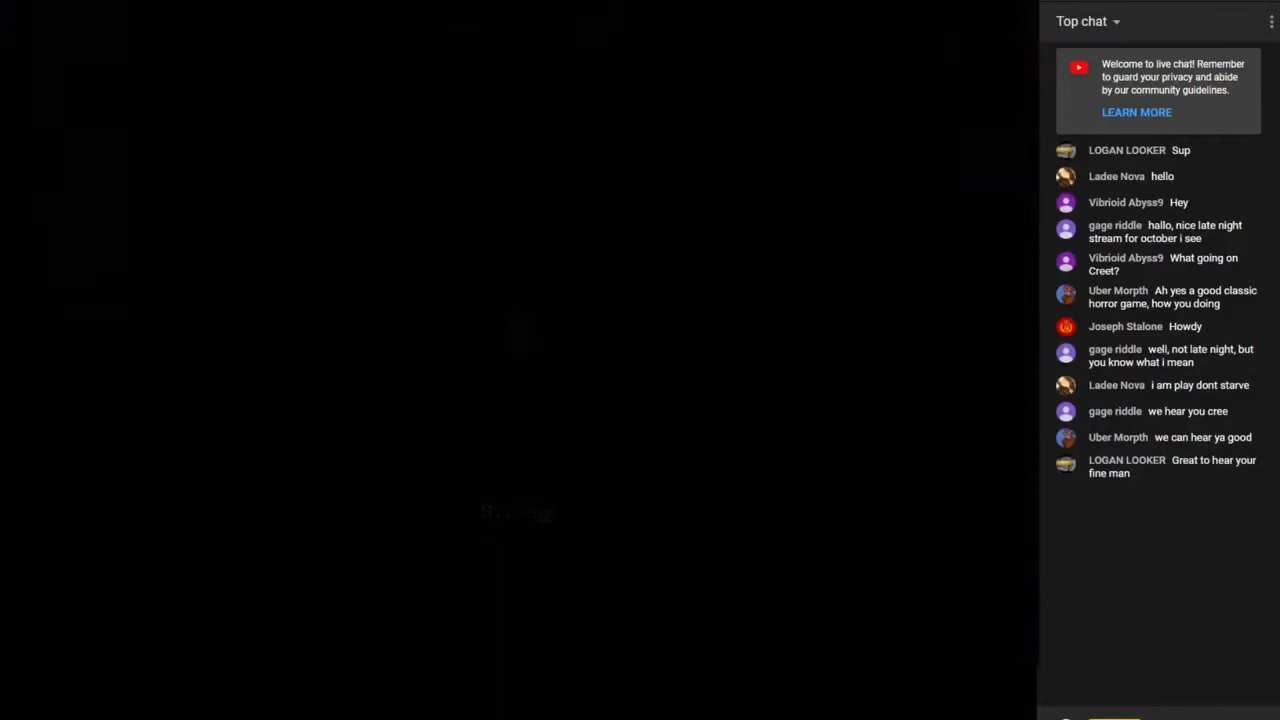 Top chat
Welcome to live chat! Remember
to guard your privacy and abide
by our community guidelines.
LEARN MORE
LOGAN LOOKER Sup
Ladee Nova hello
Vibrioid Abyss9 Hey
gage riddle hallo, nice late night
stream for october i see
Vibrioid Abyss9 What going on
Creet?
Uber Morpth Ah yes a good classic
horror game, how you doing
Joseph Stalone Howdy
gage riddle well, not late night, but
you know what i mean
Ladee Nova i am play dont starve
gage riddle we hear you cree
Uber Morpth we can hear ya good
LOGAN LOOKER Great to hear your
fine man